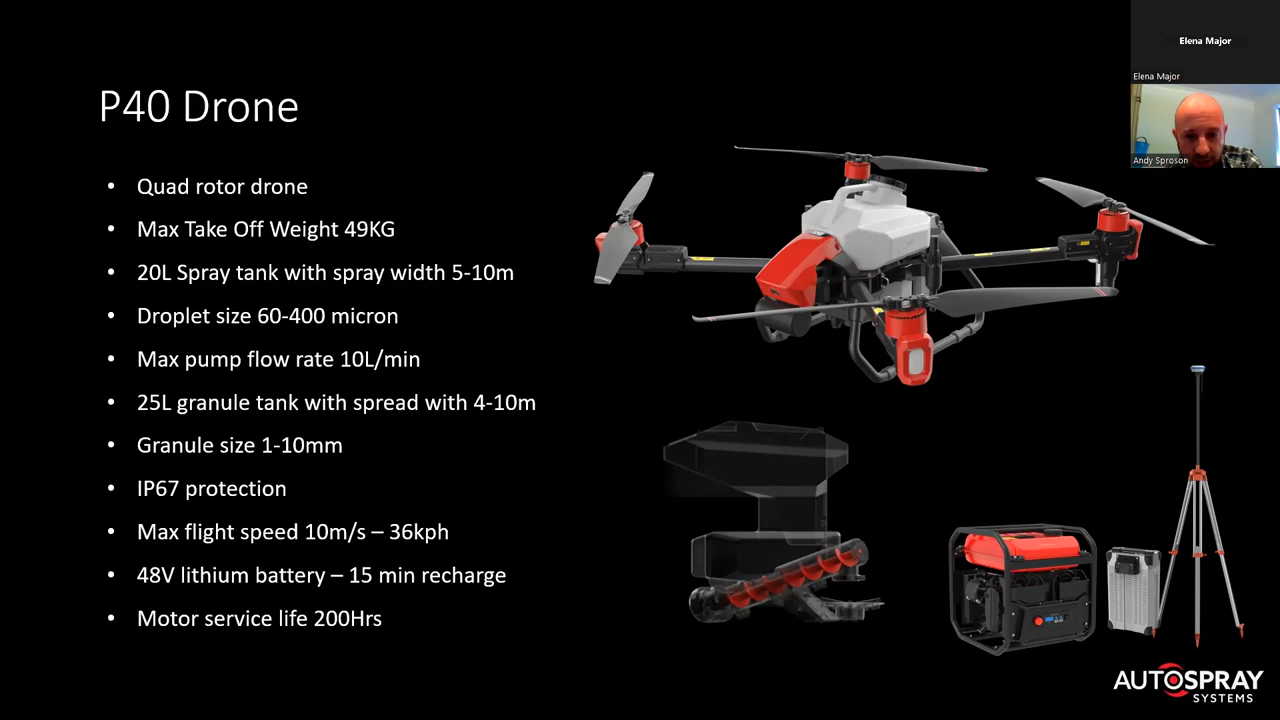 P40 Drone
• Quad rotor drone
• Max Take Off Weight 49KG
• 20L Spray tank with spray width 5-10m
• Droplet size 60-400 micron
• Max pump flow rate 10L/min
• 25L granule tank with spread with 4-10m
• Granule size 1-10mm
• IP67 protection
• Max flight speed 10m/s – 36kph
• 48V lithium battery – 15 min recharge
• Motor service life 200Hrs
Elena Major
Elena Major
Andy Sproson
AUTOSPRAY
SYSTEMS